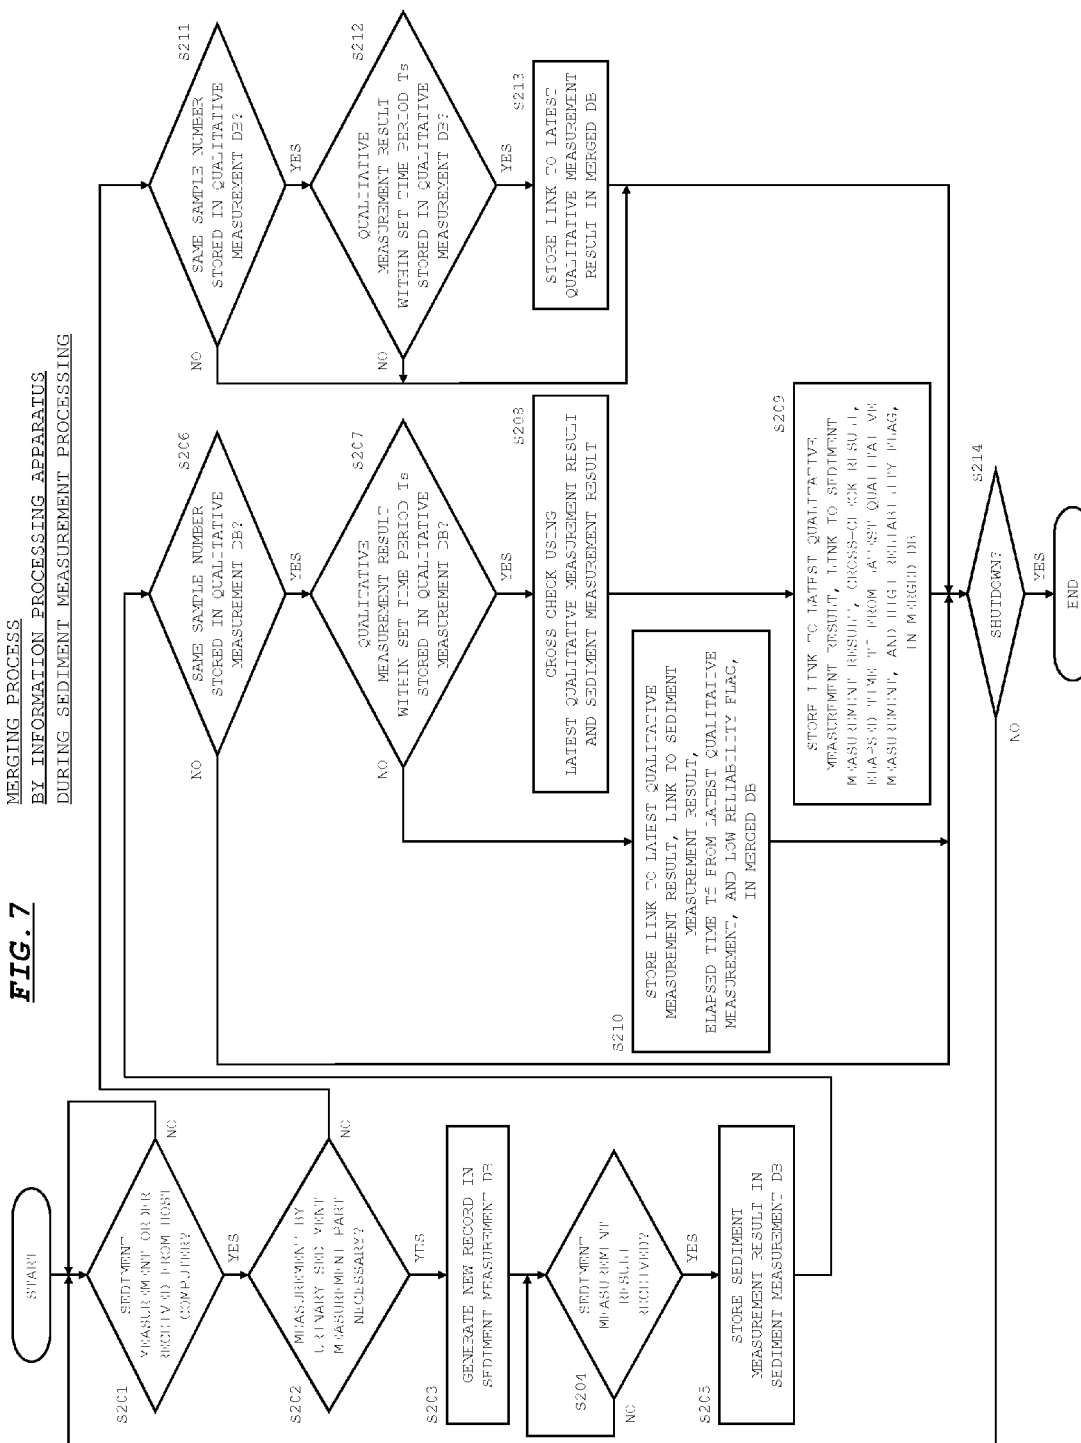 FIG. 7
MERGING PROCESS
BY INFORMATION PROCESSING APPARATUS
DURING SEDIMENT MEASUREMENT PROCESSING
START
S201
SEDIMENT
MEASUREMENT ORDER
RECEIVED FROM HOST
COMPUTER?
NO
YES
S202
MEASUREMENT BY
URINARY SEDIMENT
MEASUREMENT PART
NECESSARY?
NO
YES
S203
GENERATE NEW RECORD IN
SEDIMENT MEASUREMENT DB
S204
SEDIMENT
MEASUREMENT
RESULT
RECEIVED?
NO
YES
S205
STORE SEDIMENT
MEASUREMENT RESULT IN
SEDIMENT MEASUREMENT DB
S206
SAME SAMPLE NUMBER
STORED IN QUALITATIVE
MEASUREMENT DB?
NO
YES
S207
QUALITATIVE
MEASUREMENT RESULT
WITHIN SET TIME PERIOD Ts
STORED IN QUALITATIVE
MEASUREMENT DB?
NO
YES
S208
CROSS CHECK USING
LATEST QUALITATIVE MEASUREMENT RESULT
AND SEDIMENT MEASUREMENT RESULT
S209
STORE LINK TO LATEST QUALITATIVE
MEASUREMENT RESULT, LINK TO SEDIMENT
MEASUREMENT RESULT, CROSS-CHECK RESULT,
ELAPSED TIME FROM LATEST QUALITATIVE
MEASUREMENT, AND HIGH RELIABILITY FLAG,
IN MERGED DB
S210
STORE LINK TO LATEST QUALITATIVE
MEASUREMENT RESULT, LINK TO SEDIMENT
MEASUREMENT RESULT,
ELAPSED TIME FROM LATEST QUALITATIVE
MEASUREMENT, AND LOW RELIABILITY FLAG,
IN MERGED DB
S211
SAME SAMPLE NUMBER
STORED IN QUALITATIVE
MEASUREMENT DB?
NO
YES
S212
QUALITATIVE
MEASUREMENT RESULT
WITHIN SET TIME PERIOD Ts
STORED IN QUALITATIVE
MEASUREMENT DB?
NO
YES
S213
STORE LINK TO LATEST
QUALITATIVE MEASUREMENT
RESULT IN MERGED DB
S214
SHUTDOWN?
NO
YES
END